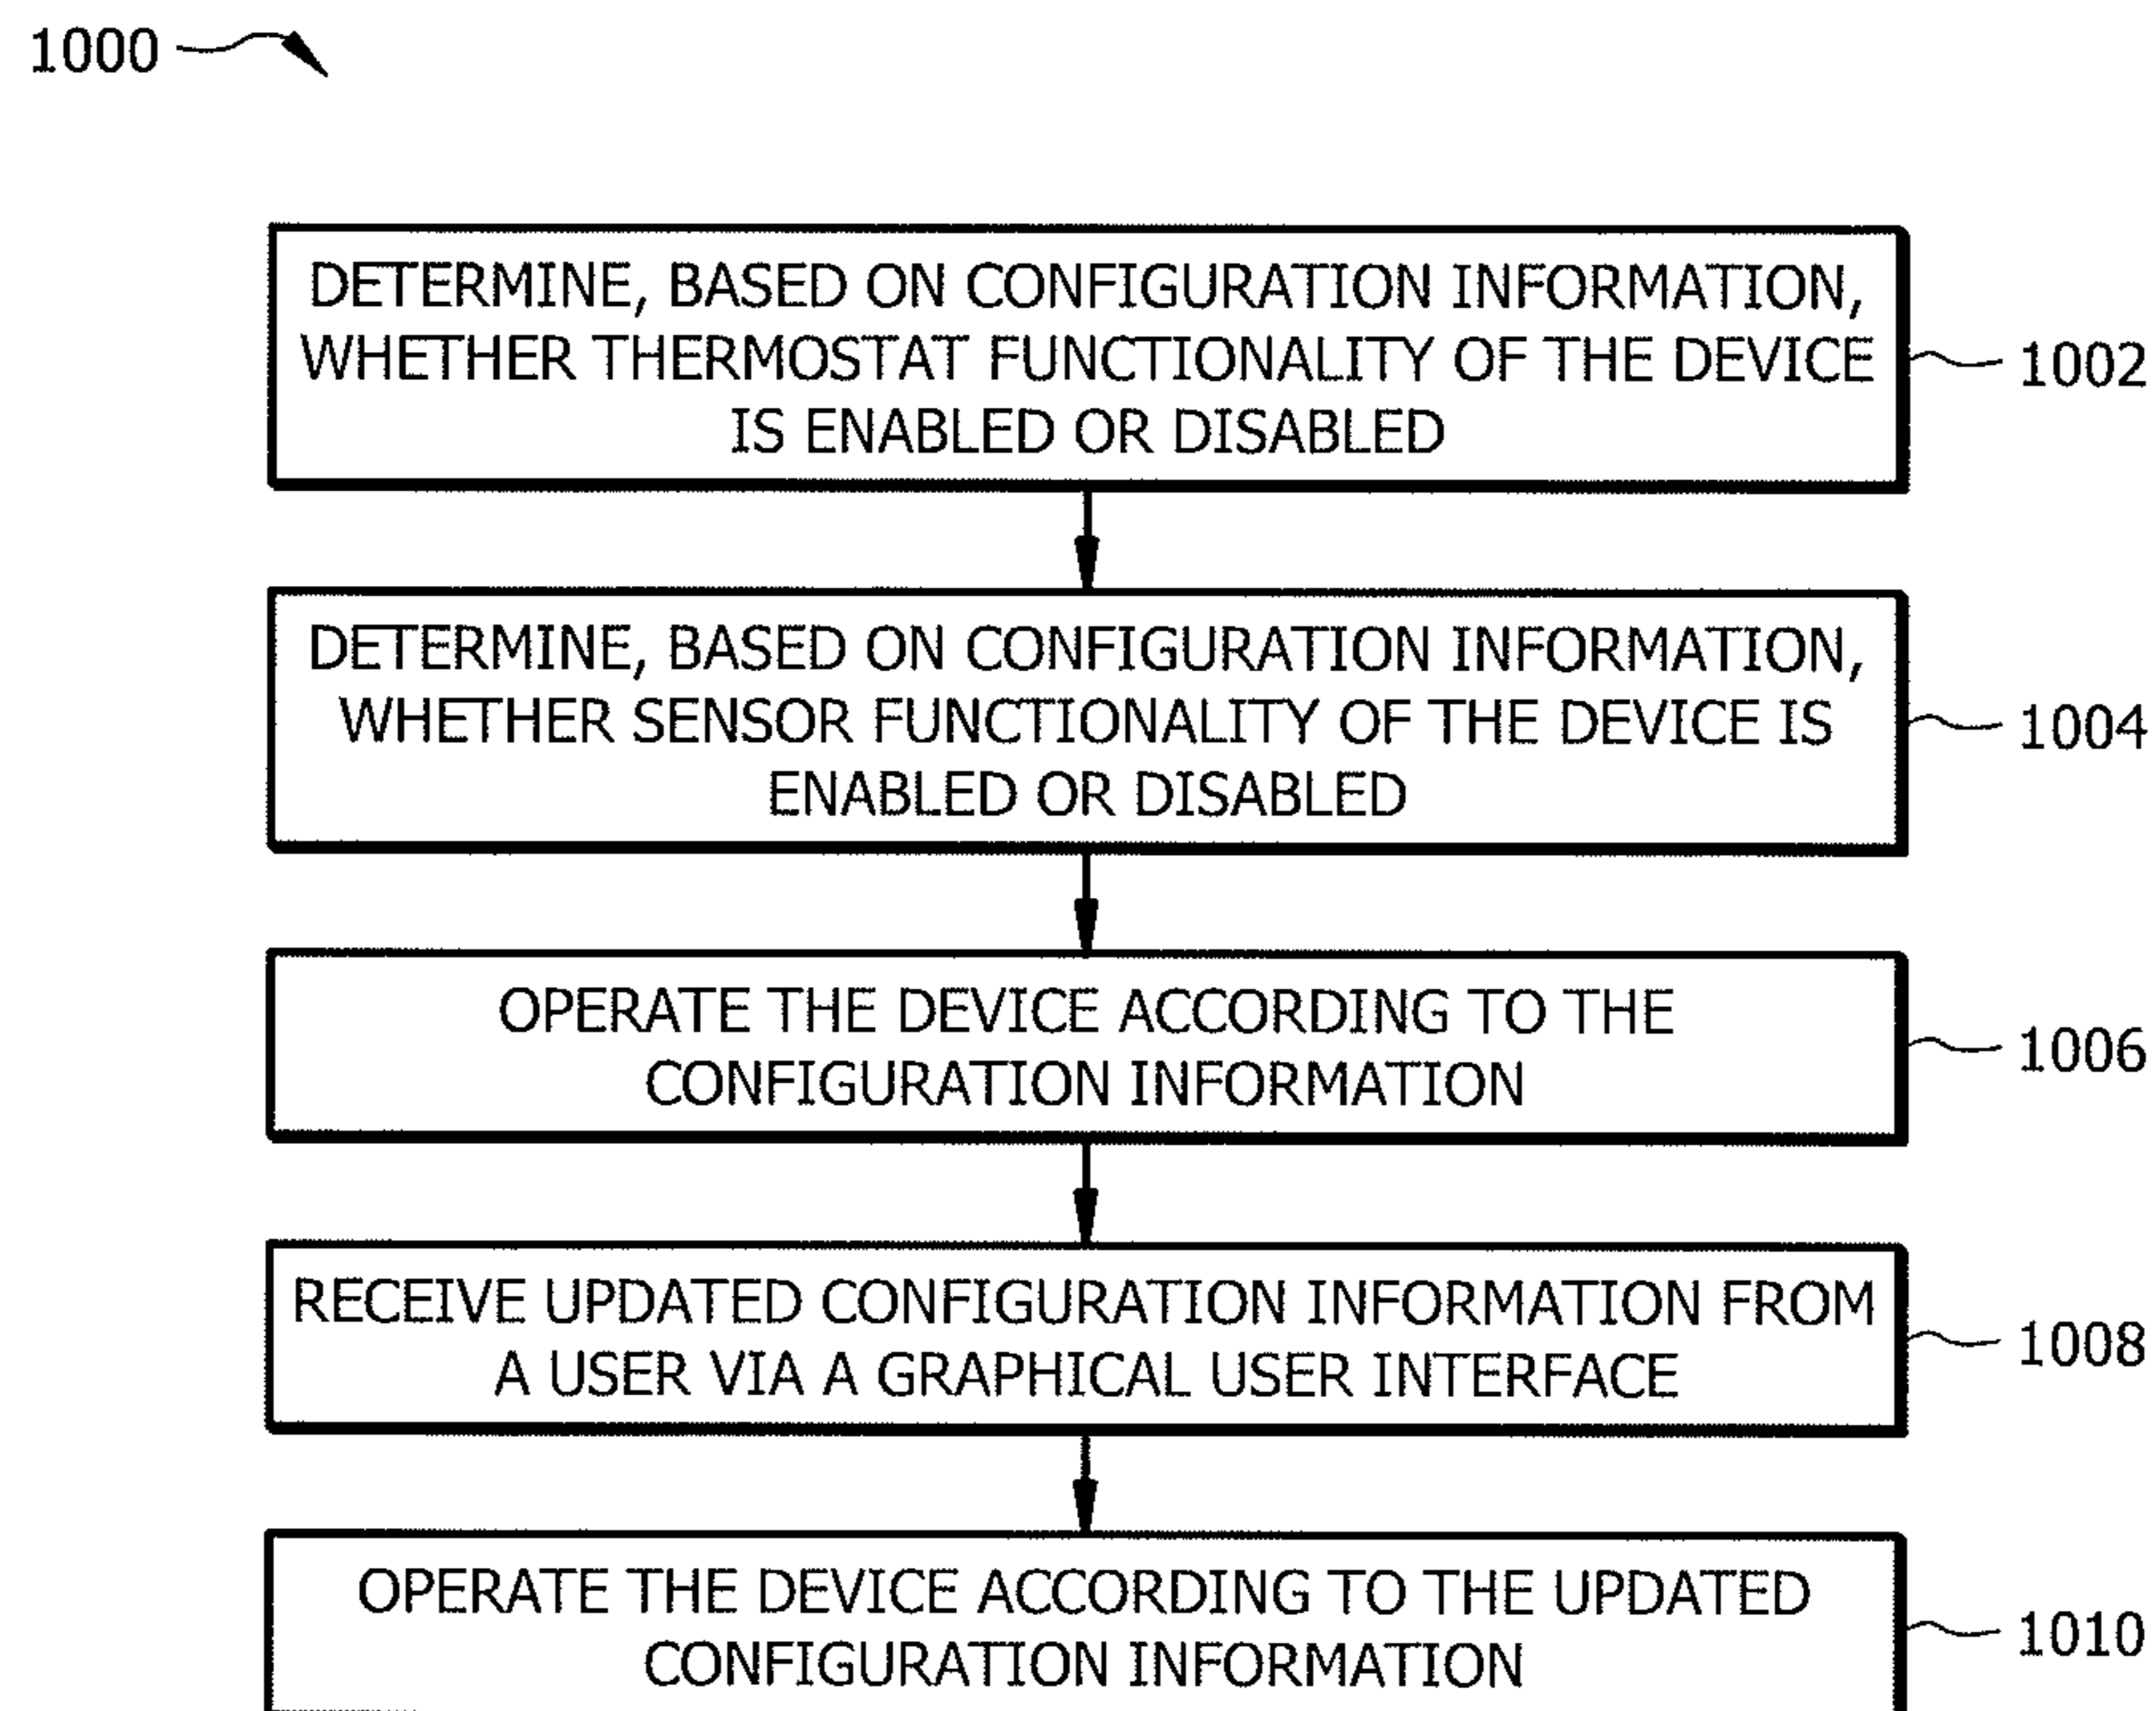 1000
DETERMINE, BASED ON CONFIGURATION INFORMATION,
WHETHER THERMOSTAT FUNCTIONALITY OF THE DEVICE
IS ENABLED OR DISABLED
1002
DETERMINE, BASED ON CONFIGURATION INFORMATION,
WHETHER SENSOR FUNCTIONALITY OF THE DEVICE IS
ENABLED OR DISABLED
1004
OPERATE THE DEVICE ACCORDING TO THE
CONFIGURATION INFORMATION
1006
RECEIVE UPDATED CONFIGURATION INFORMATION FROM
A USER VIA A GRAPHICAL USER INTERFACE
1008
OPERATE THE DEVICE ACCORDING TO THE UPDATED
CONFIGURATION INFORMATION
1010